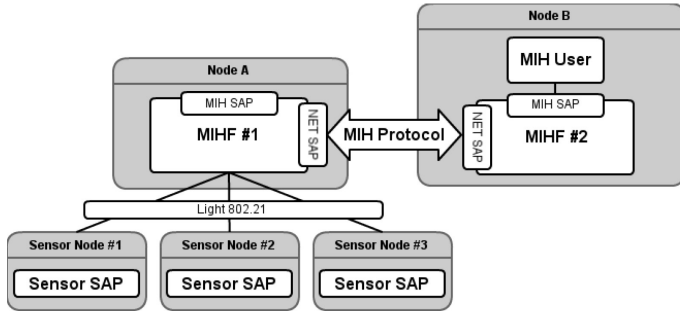 Node B
MIH User
MIH SAP
NET SAP
MIHF #2
Node A
MIH SAP
MIHF #1
NET SAP
MIH Protocol
Light 802.21
Sensor Node #1
Sensor SAP
Sensor Node #2
Sensor SAP
Sensor Node #3
Sensor SAP